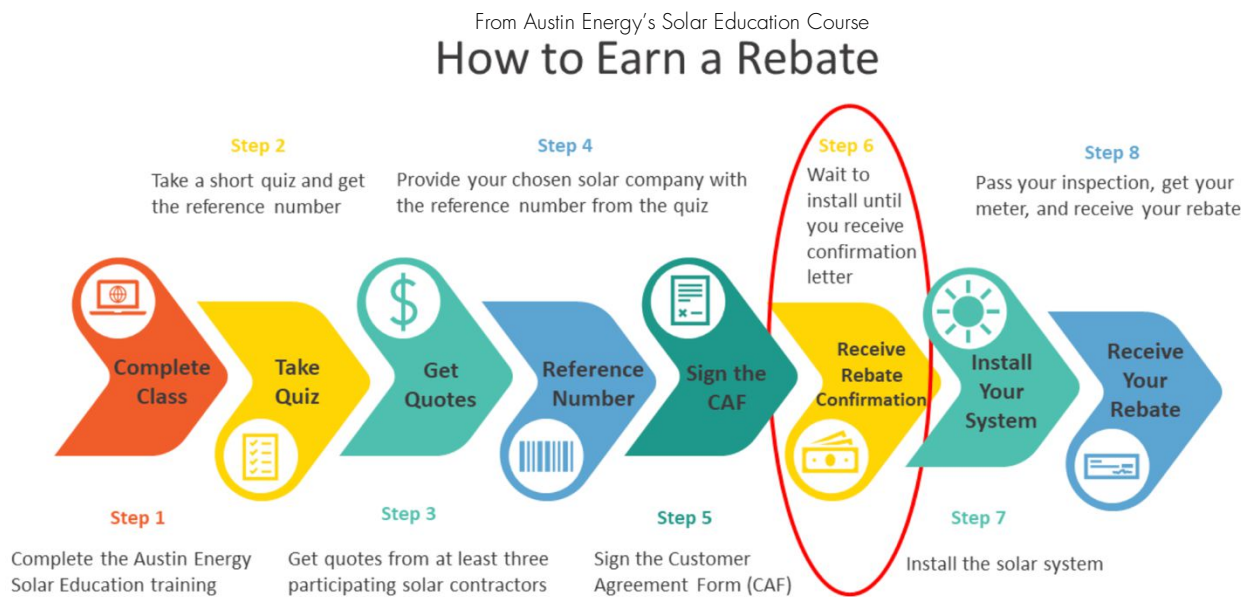 From Austin Energy's Solar Education Course
How to Earn a Rebate
Step 2
Take a short quiz and get
the reference number
Step 4
Provide your chosen solar company with
the reference number from the quiz
Step 6
Wait to
install until
you receive
confirmation
letter
Step 8
Pass your inspection, get your
meter, and receive your rebate
Complete
Class
Take
Quiz
$
Get
Quotes
Reference
Number
Sign the
CAF
Receive
Rebate
Confirmation
Install
Your
System
Receive
Your
Rebate
Step 1
Complete the Austin Energy
Solar Education training
Step 3
Get quotes from at least three
participating solar contractors
Step 5
Sign the Customer
Agreement Form (CAF)
Step 7
Install the solar system